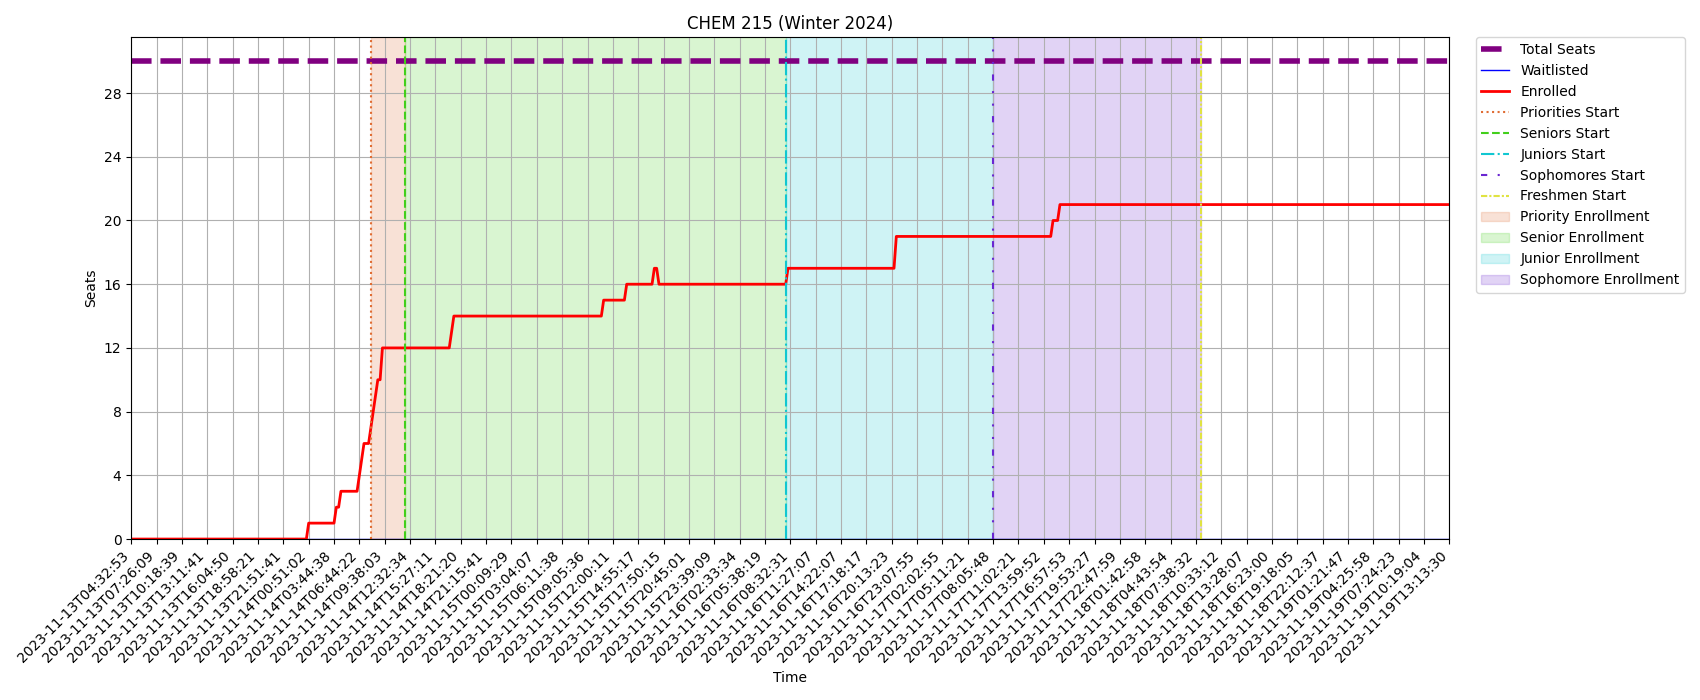 CHEM 215 (Winter 2024)
Total Seats
Waitlisted
Enrolled
Priorities Start
Seniors Start
Juniors Start
Sophomores Start
Freshmen Start
Priority Enrollment
Senior Enrollment
Junior Enrollment
Sophomore Enrollment
Seats
28
24
20
16
12
8
4
0
2023-11-13T04:32:53
2023-11-13T07:26:09
2023-11-13T10:18:39
2023-11-13T13:11:41
2023-11-13T16:04:50
2023-11-13T18:58:21
2023-11-13T21:51:41
2023-11-14T00:51:02
2023-11-14T03:44:38
2023-11-14T06:44:22
2023-11-14T09:38:03
2023-11-14T12:32:34
2023-11-14T15:27:11
2023-11-14T18:21:20
2023-11-14T21:15:41
2023-11-15T00:09:29
2023-11-15T03:04:07
2023-11-15T06:11:38
2023-11-15T09:05:36
2023-11-15T12:00:11
2023-11-15T14:55:17
2023-11-15T17:50:15
2023-11-15T20:45:01
2023-11-15T23:39:09
2023-11-16T02:33:34
2023-11-16T05:38:19
2023-11-16T08:32:31
2023-11-16T11:27:07
2023-11-16T14:22:07
2023-11-16T17:18:17
2023-11-16T20:13:23
2023-11-16T23:07:55
2023-11-17T02:02:55
2023-11-17T05:11:21
2023-11-17T08:05:48
2023-11-17T11:02:21
2023-11-17T13:59:52
2023-11-17T16:57:53
2023-11-17T19:53:27
2023-11-17T22:47:59
2023-11-18T01:42:58
2023-11-18T04:43:54
2023-11-18T07:38:32
2023-11-18T10:33:12
2023-11-18T13:28:07
2023-11-18T16:23:00
2023-11-18T19:18:05
2023-11-18T22:12:37
2023-11-19T01:21:47
2023-11-19T04:25:58
2023-11-19T07:24:23
2023-11-19T10:19:04
2023-11-19T13:13:30
Time